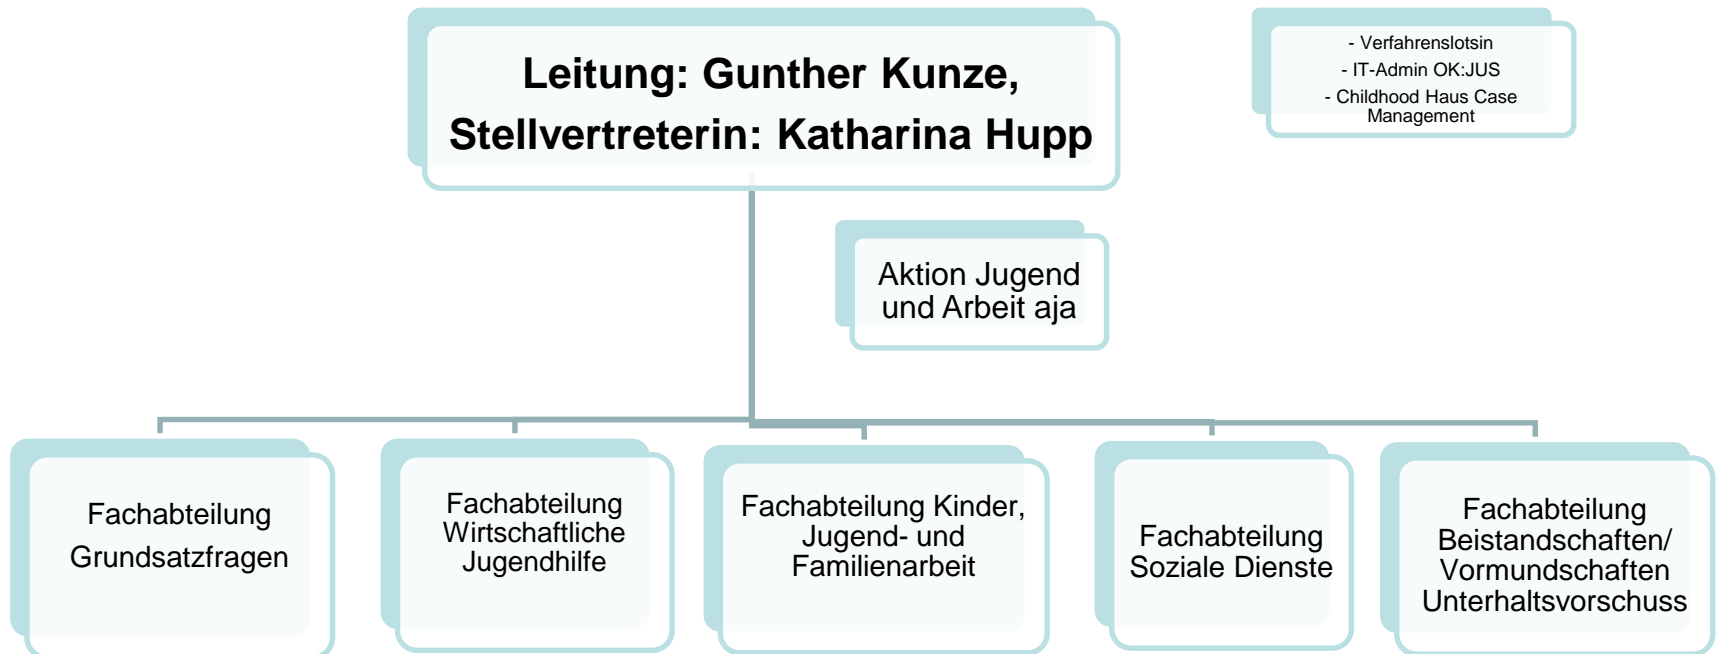 Leitung: Gunther Kunze,
Stellvertreterin: Katharina Hupp
- Verfahrenslotsin
- IT-Admin OK:JUS
- Childhood Haus Case
Management
Aktion Jugend
und Arbeit aja
Fachabteilung
Grundsatzfragen
Fachabteilung
Wirtschaftliche
Jugendhilfe
Fachabteilung Kinder,
Jugend- und
Familienarbeit
Fachabteilung
Soziale Dienste
Fachabteilung
Beistandschaften/
Vormundschaften
Unterhaltsvorschuss